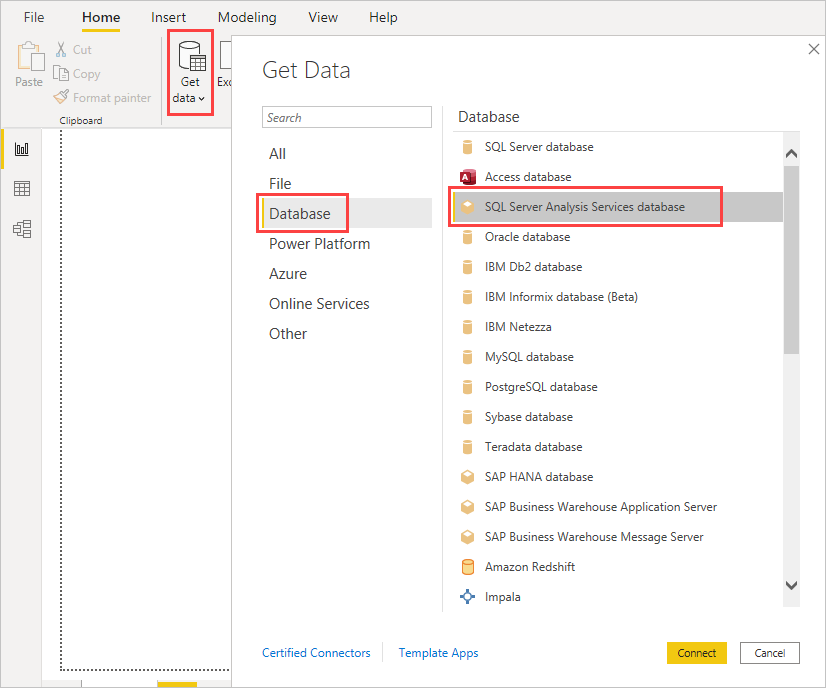 File Home Insert Modeling View Help
Paste
Cut
Copy
Format painter
Clipboard
Get
data
Get Data
Search
All
File
Database
Power Platform
Azure
Online Services
Other
Database
SQL Server database
Access database
SQL Server Analysis Services database
Oracle database
IBM Db2 database
IBM Informix database (Beta)
IBM Netezza
MySQL database
PostgreSQL database
Sybase database
Teradata database
SAP HANA database
SAP Business Warehouse Application Server
SAP Business Warehouse Message Server
Amazon Redshift
Impala
Certified Connectors Template Apps
Connect Cancel